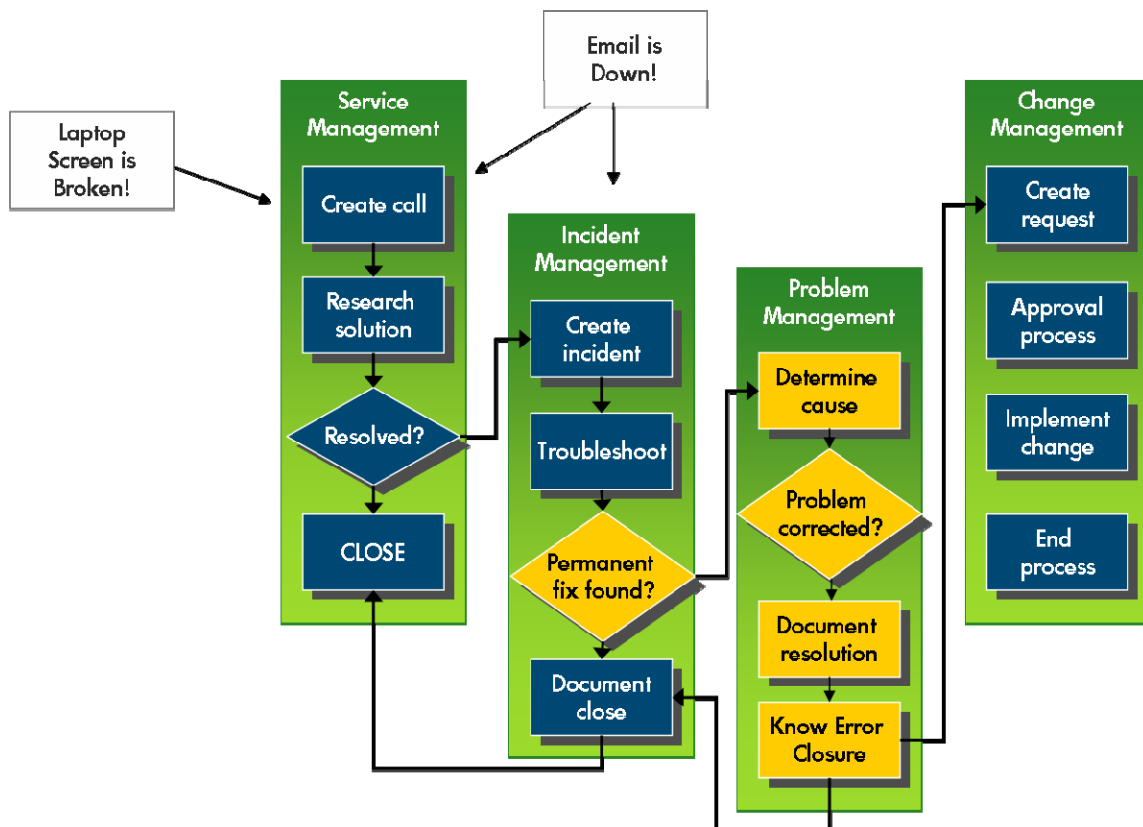 Email is
Down!
Laptop
Screen is
Broken!
Service
Management
Create call
Research
solution
Resolved?
CLOSE
Incident
Management
Create
incident
Troubleshoot
Permanent
fix found?
Document
close
Problem
Management
Determine
cause
Problem
corrected?
Document
resolution
Know Error
Closure
Change
Management
Create
request
Approval
process
Implement
change
End
process